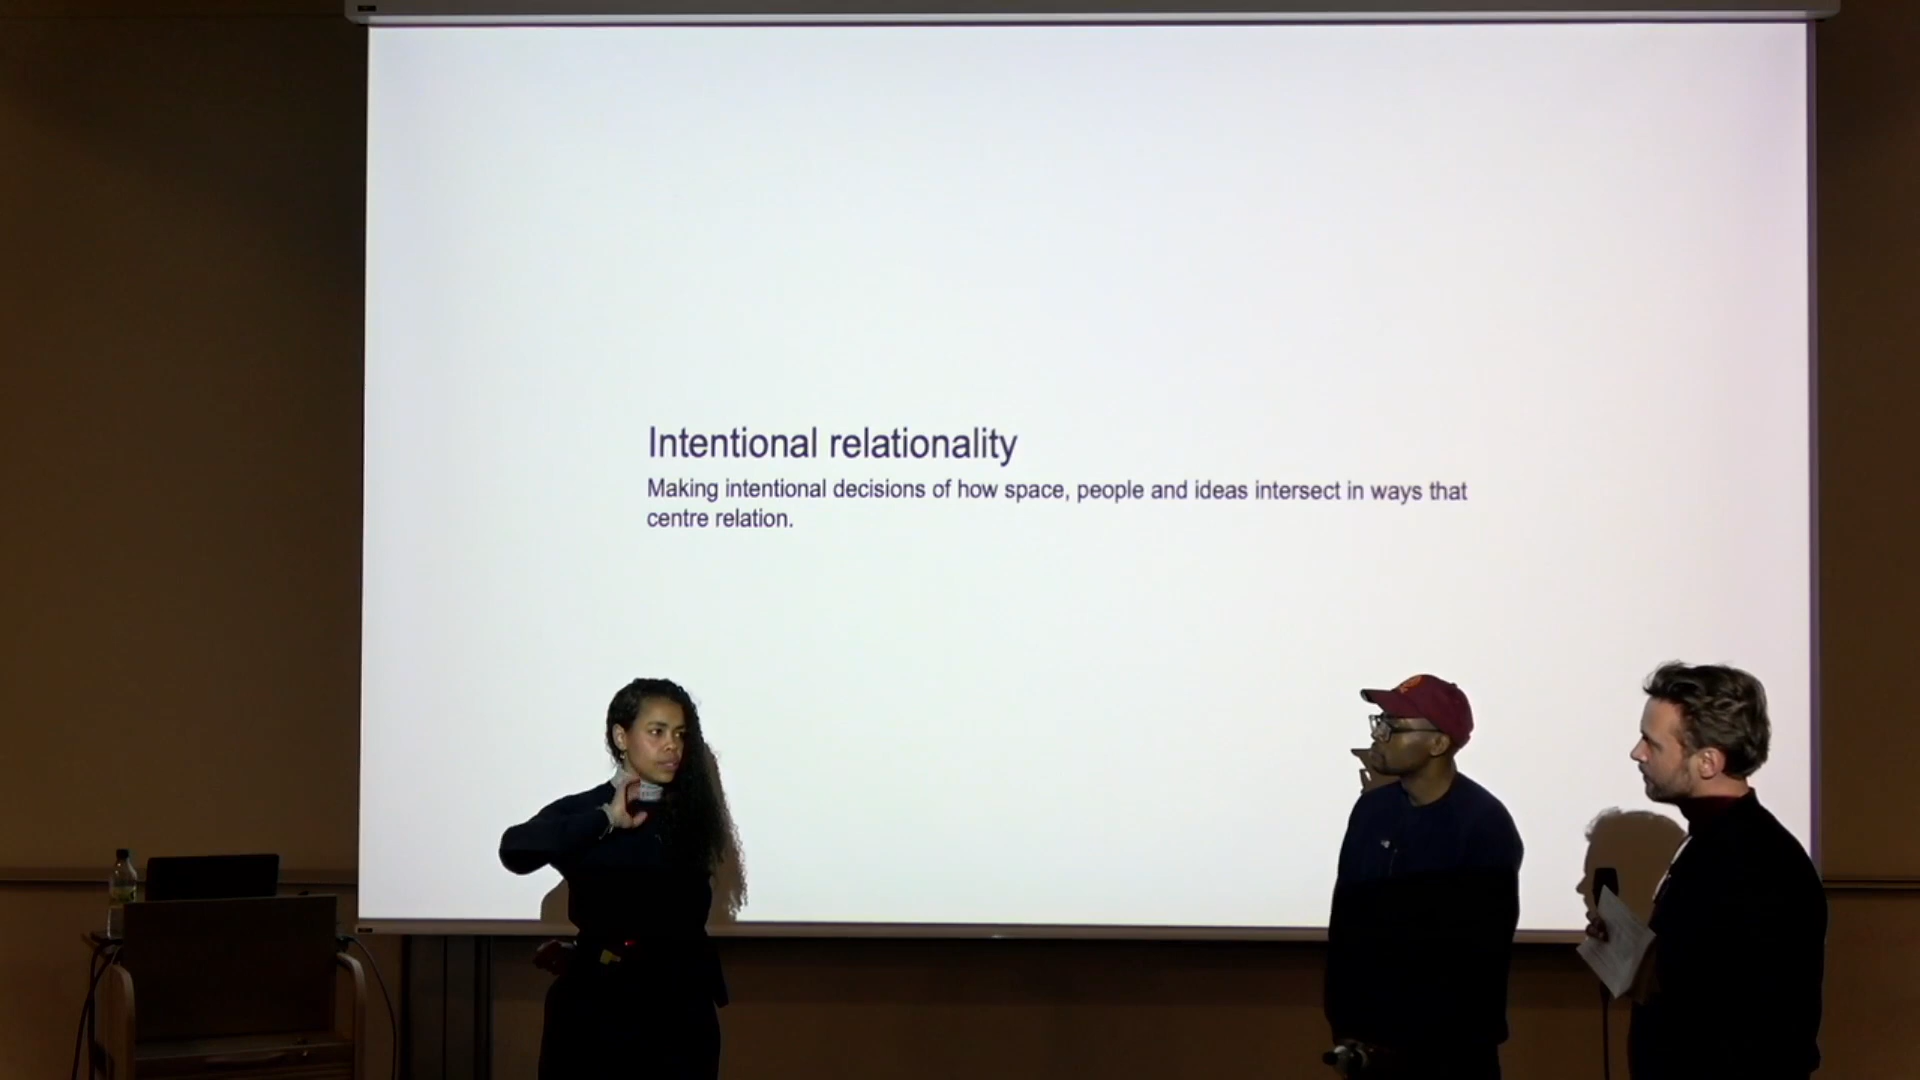 Intentional relationality
Making intentional decisions of how space, people and ideas intersect in ways that
centre relation.